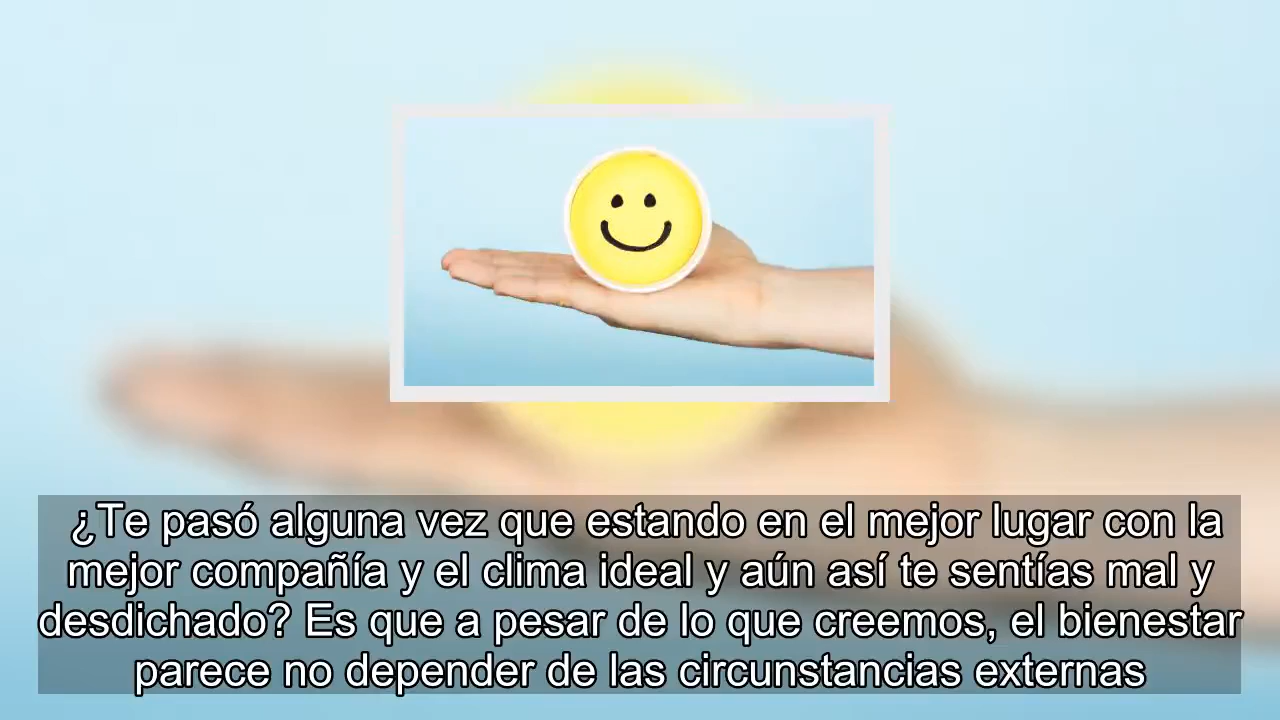 ¿Te pasó alguna vez que estando en el mejor lugar con la
mejor compañía y el clima ideal y aún así te sentías mal y
desdichado? Es que a pesar de lo que creemos, el bienestar
parece no depender de las circunstancias externas